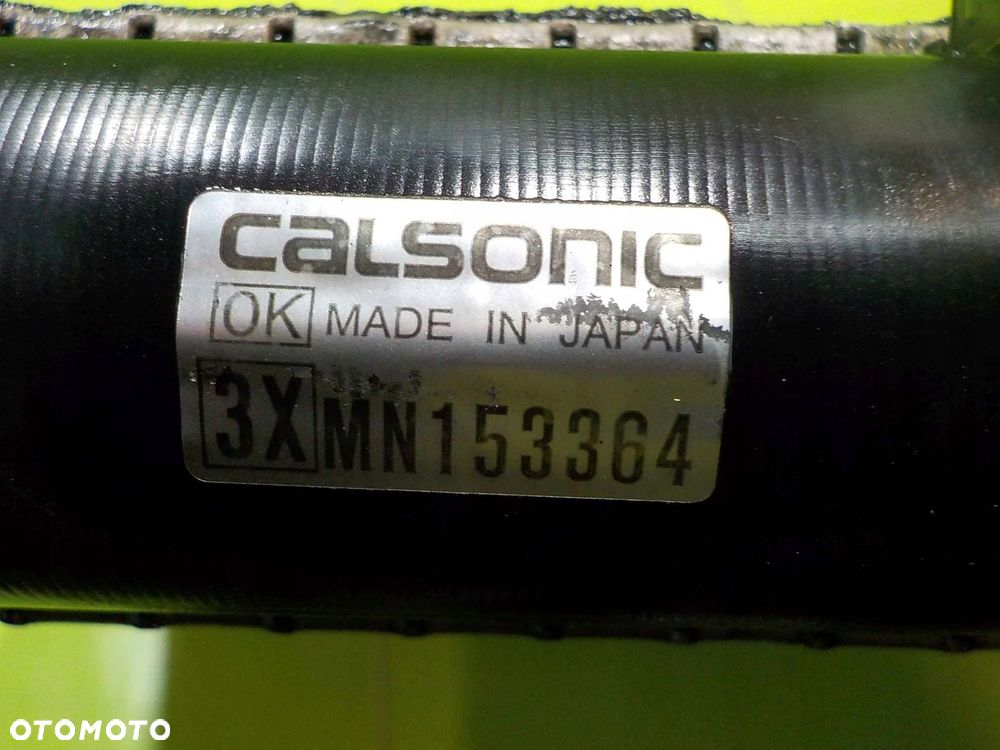 CALSONIC
OK MADE IN JAPAN
3X MN153364
OTOMOTO